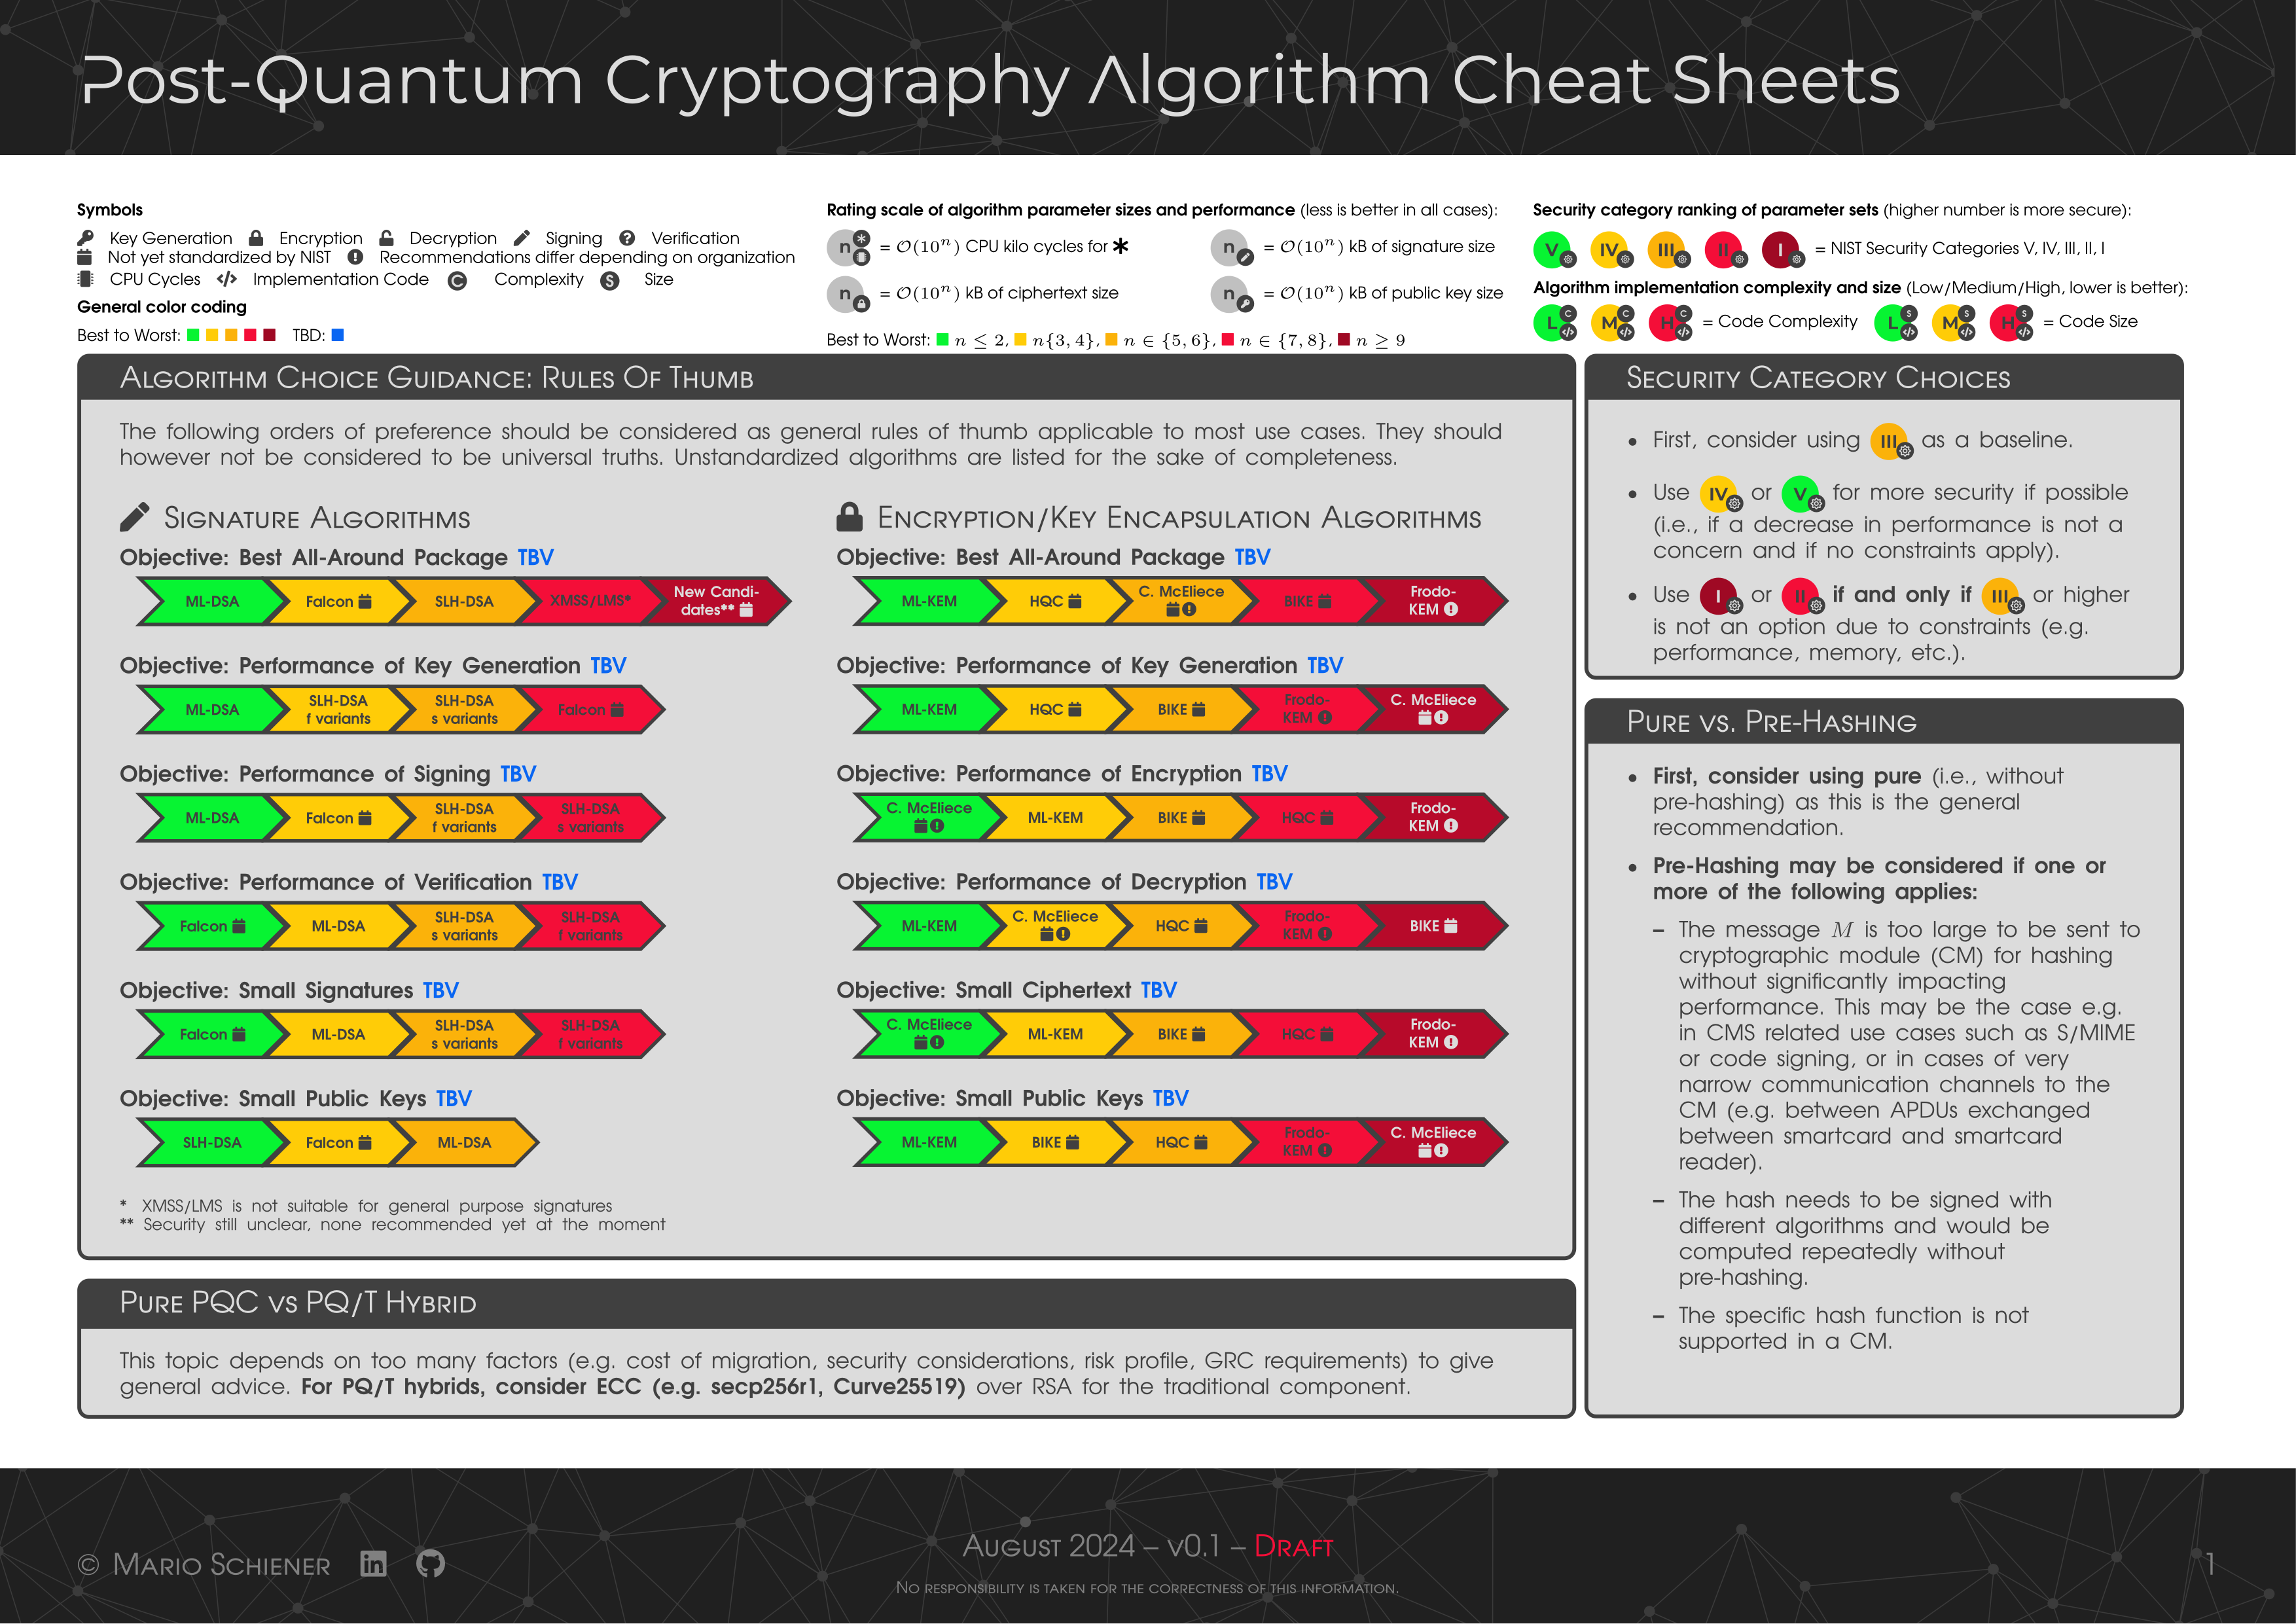 Post-Quantum Cryptography Algorithm Cheat Sheets
Symbols
Key Generation Encryption Decryption Signing Verification
Not yet standardized by NIST Recommendations differ depending on organization
CPU Cycles Implementation Code C Complexity S Size
General color coding
Best to Worst: TBD:
Rating scale of algorithm parameter sizes and performance (less is better in all cases):
n = O(10^n) CPU kilo cycles for * n = O(10^n) kB of signature size
n = O(10^n) kB of ciphertext size n = O(10^n) kB of public key size
Best to Worst: n ≤ 2, n{3, 4}, n ∈ {5, 6}, n ∈ {7, 8}, n ≥ 9
Security category ranking of parameter sets (higher number is more secure):
V IV III II I = NIST Security Categories V, IV, III, II, I
Algorithm implementation complexity and size (Low/Medium/High, lower is better):
L C M C H C = Code Complexity L S M S H S = Code Size
Algorithm Choice Guidance: Rules Of Thumb
The following orders of preference should be considered as general rules of thumb applicable to most use cases. They should
however not be considered to be universal truths. Unstandardized algorithms are listed for the sake of completeness.
Signature Algorithms
Objective: Best All-Around Package TBV
ML-DSA Falcon SLH-DSA XMSS/LMS* New Candi-
dates**
Objective: Performance of Key Generation TBV
ML-DSA SLH-DSA f variants SLH-DSA s variants Falcon
Objective: Performance of Signing TBV
ML-DSA Falcon SLH-DSA f variants SLH-DSA s variants
Objective: Performance of Verification TBV
Falcon ML-DSA SLH-DSA s variants SLH-DSA f variants
Objective: Small Signatures TBV
Falcon ML-DSA SLH-DSA s variants SLH-DSA f variants
Objective: Small Public Keys TBV
SLH-DSA Falcon ML-DSA
* XMSS/LMS is not suitable for general purpose signatures
** Security still unclear, none recommended yet at the moment
Encryption/Key Encapsulation Algorithms
Objective: Best All-Around Package TBV
ML-KEM HQC C. McEliece BIKE Frodo-
KEM
Objective: Performance of Key Generation TBV
ML-KEM HQC BIKE Frodo-
KEM C. McEliece
Objective: Performance of Encryption TBV
C. McEliece ML-KEM BIKE HQC Frodo-
KEM
Objective: Performance of Decryption TBV
ML-KEM C. McEliece HQC Frodo-
KEM BIKE
Objective: Small Ciphertext TBV
C. McEliece ML-KEM BIKE HQC Frodo-
KEM
Objective: Small Public Keys TBV
ML-KEM BIKE HQC Frodo-
KEM C. McEliece
Security Category Choices
• First, consider using III as a baseline.
• Use IV or V for more security if possible
(i.e., if a decrease in performance is not a
concern and if no constraints apply).
• Use I or II if and only if III or higher
is not an option due to constraints (e.g.
performance, memory, etc.).
Pure vs. Pre-Hashing
• First, consider using pure (i.e., without
pre-hashing) as this is the general
recommendation.
• Pre-Hashing may be considered if one or
more of the following applies:
– The message M is too large to be sent to
cryptographic module (CM) for hashing
without significantly impacting
performance. This may be the case e.g.
in CMS related use cases such as S/MIME
or code signing, or in cases of very
narrow communication channels to the
CM (e.g. between APDUs exchanged
between smartcard and smartcard
reader).
– The hash needs to be signed with
different algorithms and would be
computed repeatedly without
pre-hashing.
– The specific hash function is not
supported in a CM.
Pure PQC vs PQ/T Hybrid
This topic depends on too many factors (e.g. cost of migration, security considerations, risk profile, GRC requirements) to give
general advice. For PQ/T hybrids, consider ECC (e.g. secp256r1, Curve25519) over RSA for the traditional component.
© Mario Schiener
August 2024 – v0.1 – Draft
No responsibility is taken for the correctness of this information.
1